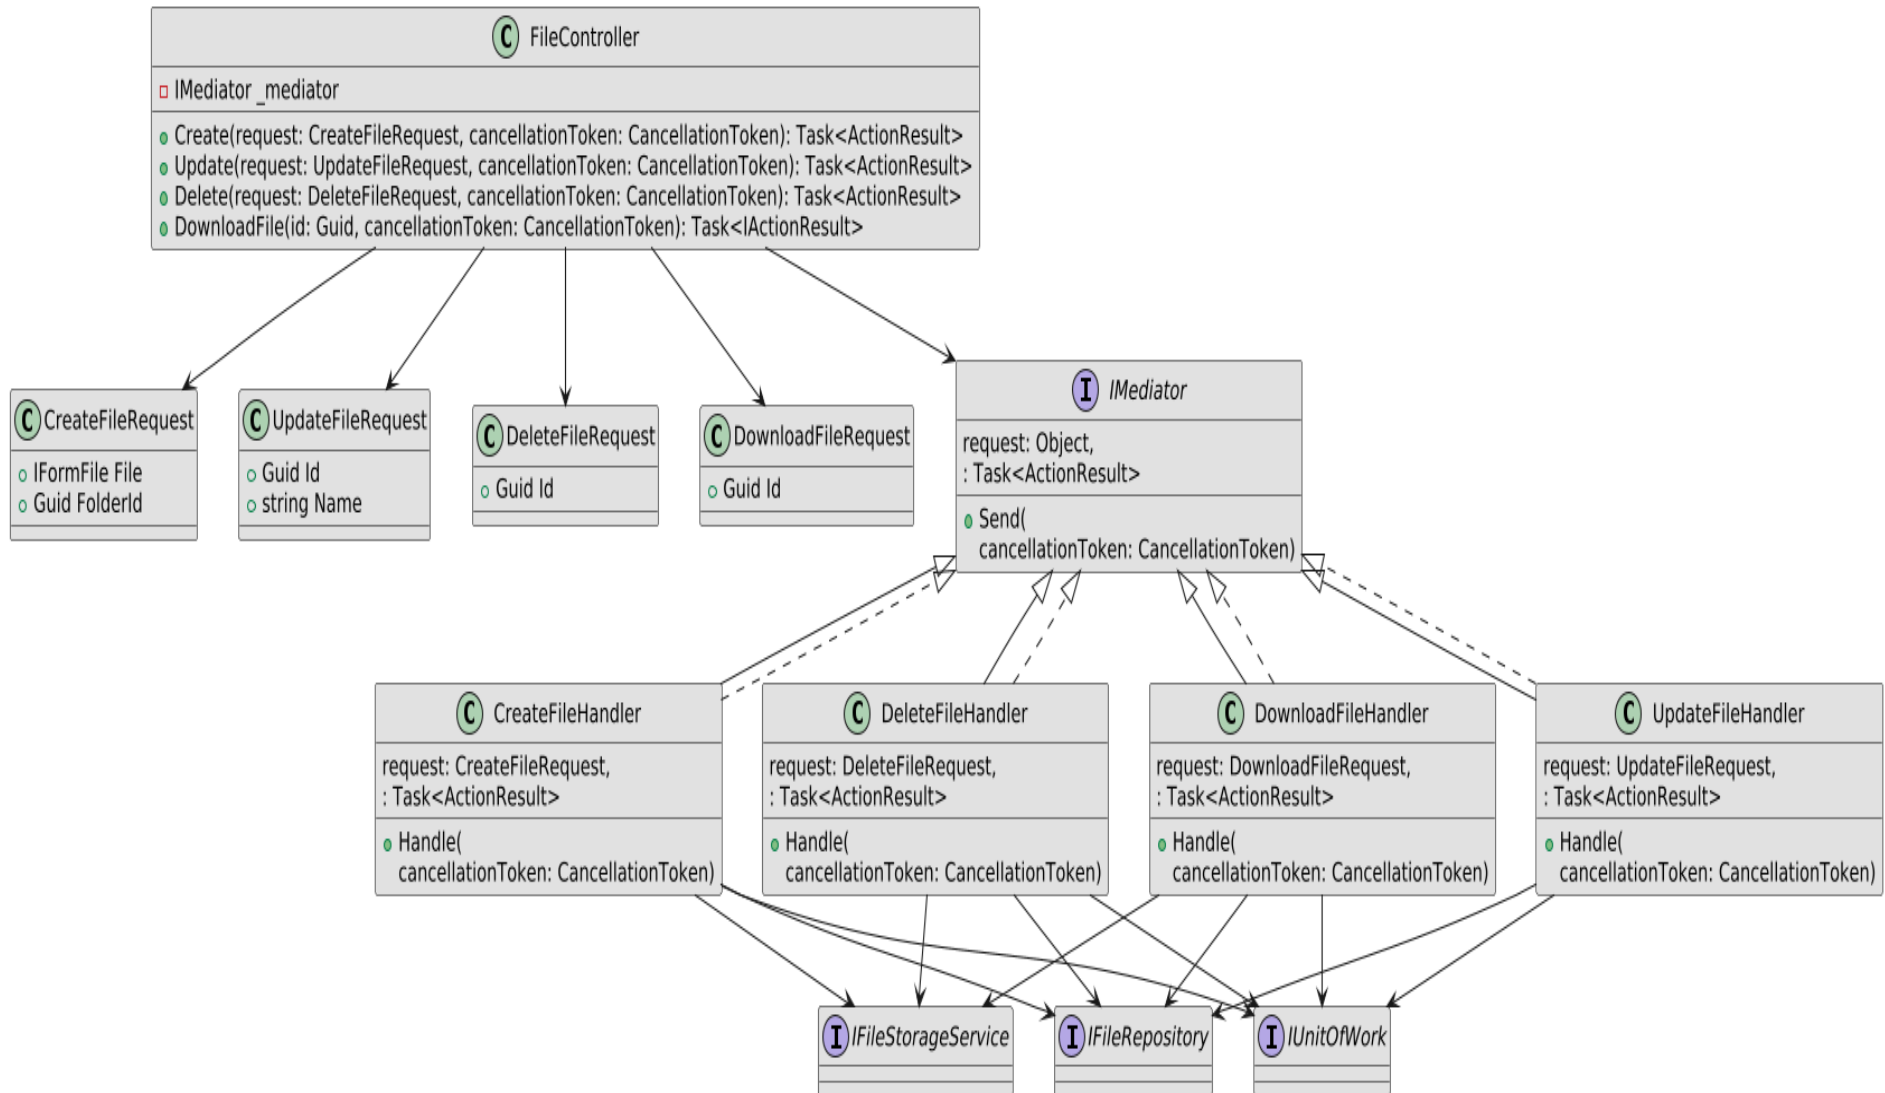 C FileController
IMediator _mediator
Create(request: CreateFileRequest, cancellationToken: CancellationToken): Task<ActionResult>
Update(request: UpdateFileRequest, cancellationToken: CancellationToken): Task<ActionResult>
Delete(request: DeleteFileRequest, cancellationToken: CancellationToken): Task<ActionResult>
DownloadFile(id: Guid, cancellationToken: CancellationToken): Task<IActionResult>
C CreateFileRequest
IFormFile File
Guid FolderId
C UpdateFileRequest
Guid Id
string Name
C DeleteFileRequest
Guid Id
C DownloadFileRequest
Guid Id
I IMediator
request: Object,
: Task<ActionResult>
Send(
cancellationToken: CancellationToken)
C CreateFileHandler
request: CreateFileRequest,
: Task<ActionResult>
Handle(
cancellationToken: CancellationToken)
C DeleteFileHandler
request: DeleteFileRequest,
: Task<ActionResult>
Handle(
cancellationToken: CancellationToken)
C DownloadFileHandler
request: DownloadFileRequest,
: Task<ActionResult>
Handle(
cancellationToken: CancellationToken)
C UpdateFileHandler
request: UpdateFileRequest,
: Task<ActionResult>
Handle(
cancellationToken: CancellationToken)
I IFileStorageService
I IFileRepository
I IUnitOfWork